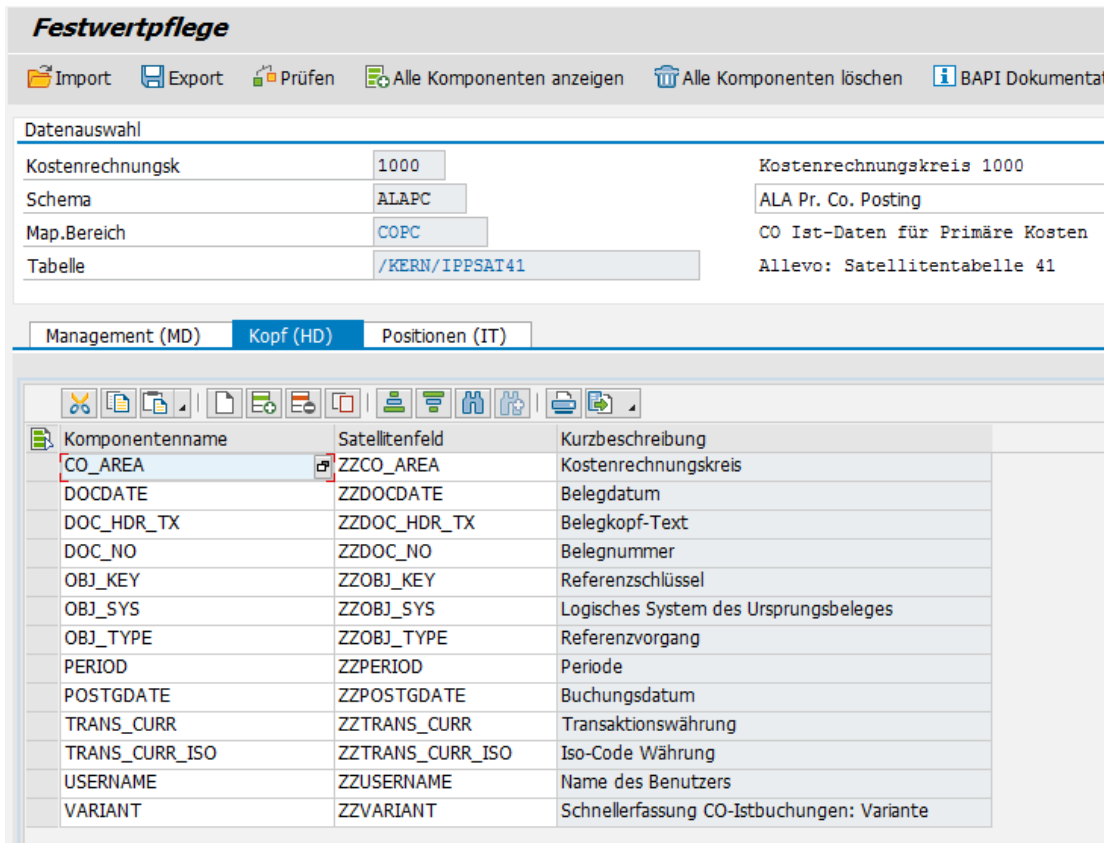 Festwertpflege
Import Export Prüfen Alle Komponenten anzeigen Alle Komponenten löschen BAPI Dokumentat
Datenauswahl
Kostenrechnungsk 1000 Kostenrechnungskreis 1000
Schema ALAPC ALA Pr. Co. Posting
Map.Bereich COPC CO Ist-Daten für Primäre Kosten
Tabelle /KERN/IPPSAT41 Allevo: Satellitentabelle 41
Management (MD) Kopf (HD) Positionen (IT)
Komponentenname Satellitenfeld Kurzbeschreibung
CO_AREA ZZCO_AREA Kostenrechnungskreis
DOCDATE ZZDOCDATE Belegdatum
DOC_HDR_TX ZZDOC_HDR_TX Belegkopf-Text
DOC_NO ZZDOC_NO Belegnummer
OBJ_KEY ZZOBJ_KEY Referenzschlüssel
OBJ_SYS ZZOBJ_SYS Logisches System des Ursprungsbeleges
OBJ_TYPE ZZOBJ_TYPE Referenzvorgang
PERIOD ZZPERIOD Periode
POSTGDATE ZZPOSTGDATE Buchungsdatum
TRANS_CURR ZZTRANS_CURR Transaktionswährung
TRANS_CURR_ISO ZZTRANS_CURR_ISO Iso-Code Währung
USERNAME ZZUSERNAME Name des Benutzers
VARIANT ZZVARIANT Schnellerfassung CO-Istbuchungen: Variante